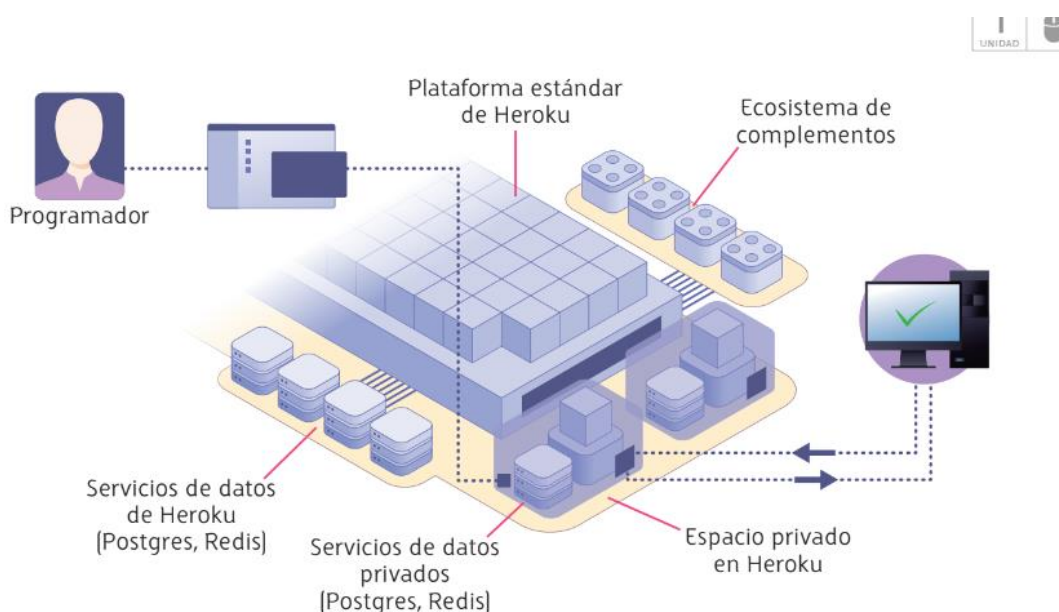 UNIDAD
Plataforma estándar
de Heroku
Ecosistema de
complementos
Programador
Servicios de datos
de Heroku
(Postgres, Redis)
Servicios de datos
privados
(Postgres, Redis)
Espacio privado
en Heroku